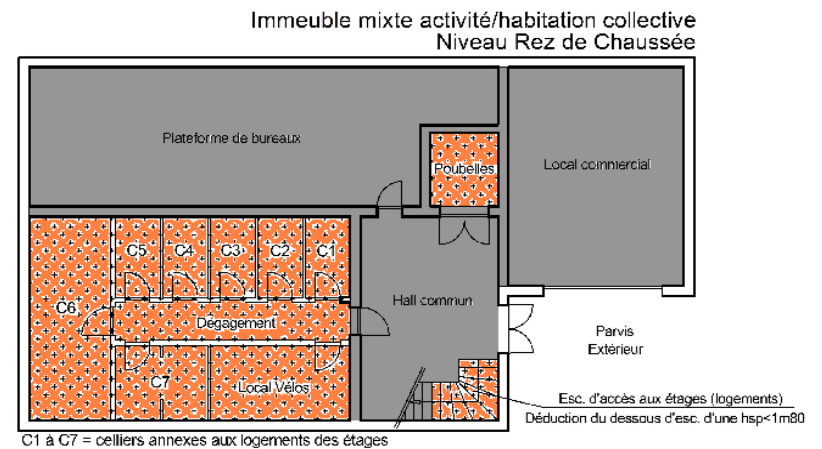 Immeuble mixte activité/habitation collective
Niveau Rez de Chaussée
Plateforme de bureaux
Poubelles
Local commercial
C5
C4
C3
C2
C1
C6
Dégagement
Hall commun
Parvis
Extérieur
C7
Local Vélos
Esc. d'accès aux étages (logements)
Déduction du dessous d'esc. d'une hsp<1m80
C1 à C7 = celliers annexes aux logements des étages